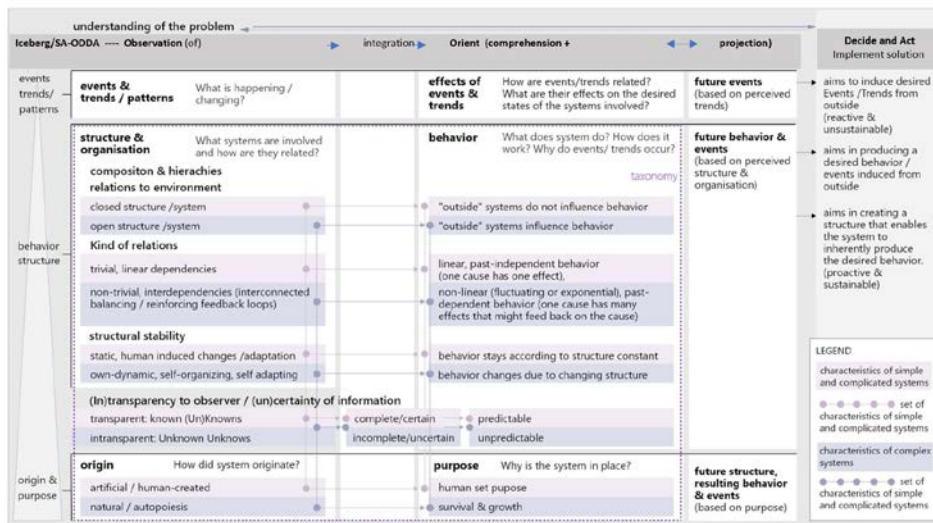 understanding of the problem
Iceberg/SA-ODDA ---- Observation (of)
integration
Orient (comprehension +
projection)
Decide and Act
Implement solution
events
trends/
patterns
events &
trends / patterns
What is happening /
changing?
effects of
events &
trends
How are events/trends related?
What are their effects on the desired
states of the systems involved?
future events
(based on perceived
trends)
aims to induce desired
Events /Trends from
outside
(reactive &
unsustainable)
structure &
organisation
What systems are involved
and how are they related?
behavior
What does system do? How does it
work? Why do events/ trends occur?
future behavior &
events
(based on perceived
structure &
organisation)
aims in producing a
desired behavior /
events induced from
outside
taxonomy
compositon & hierachies
relations to environment
closed structure /system
"outside" systems do not influence behavior
open structure /system
"outside" systems influence behavior
aims in creating a
structure that enables
the system to
inherently produce
the desired behavior.
(proactive &
sustainable)
behavior
structure
Kind of relations
trivial, linear dependencies
linear, past-independent behavior
(one cause has one effect),
non-trivial, interdependencies (interconnected
balancing / reinforcing feedback loops)
non-linear (fluctuating or exponential), past-
dependent behavior (one cause has many
effects that might feed back on the cause)
structural stability
static, human induced changes /adaptation
behavior stays according to structure constant
own-dynamic, self-organizing, self adapting
behavior changes due to changing structure
(In)transparency to observer / (un)certainty of information
transparent: known (Un)Knowns
complete/certain
predictable
intransparent: Unknown Unknows
incomplete/uncertain
unpredictable
LEGEND
characteristics of simple
and complicated systems
set of
characteristics of simple
and complicated systems
characteristics of complex
systems
set of
characteristics of simple
and complicated systems
origin &
purpose
origin
How did system originate?
purpose
Why is the system in place?
future structure,
resulting behavior
& events
(based on purpose)
artificial / human-created
human set pupose
natural / autopoiesis
survival & growth